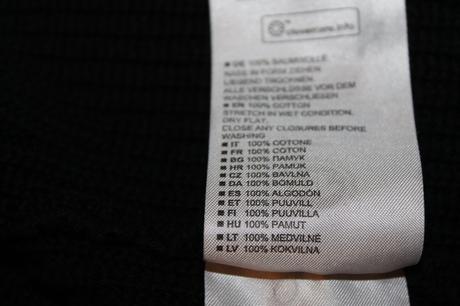 clevercare.info
■ DE 100% BAUMWOLLE
NASS IN FORM ZIEHEN
LIEGEND TROCKNEN.
ALLE VERSCHLÜSSE VOR DEM
WASCHEN VERSCHLIESSEN
■ EN 100% COTTON
STRETCH IN WET CONDITION.
DRY FLAT.
CLOSE ANY CLOSURES BEFORE
WASHING
■ IT 100% COTONE
■ FR 100% COTON
■ BG 100% ПАМУК
■ HR 100% PAMUK
■ CZ 100% BAVLNA
■ DA 100% BOMULD
■ ES 100% ALGODÓN
■ ET 100% PUUVILL
■ FI 100% PUUVILLA
■ HU 100% PAMUT
■ LT 100% MEDVILNĖ
■ LV 100% KOKVILNA